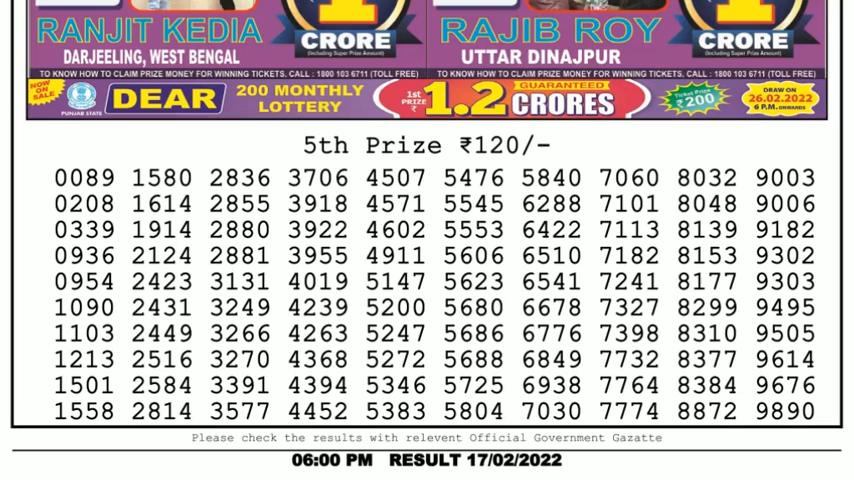 1
CRORE
(Including Super Prize Amount)
RANJIT KEDIA
DARJEELING, WEST BENGAL
1
CRORE
(Including Super Prize Amount)
RAJIB ROY
UTTAR DINAJPUR
TO KNOW HOW TO CLAIM PRIZE MONEY FOR WINNING TICKETS, CALL : 1800 103 6711 (TOLL FREE)
TO KNOW HOW TO CLAIM PRIZE MONEY FOR WINNING TICKETS, CALL : 1800 103 6711 (TOLL FREE)
NOW ON SALE
PUNJAB STATE
DEAR
200 MONTHLY
LOTTERY
1st PRIZE ₹
1.2
GUARANTEED
CRORES
Ticket Price
₹200
DRAW ON
26.02.2022
6 P.M. ONWARDS
5th Prize ₹120/-
0089 1580 2836 3706 4507 5476 5840 7060 8032 9003
0208 1614 2855 3918 4571 5545 6288 7101 8048 9006
0339 1914 2880 3922 4602 5553 6422 7113 8139 9182
0936 2124 2881 3955 4911 5606 6510 7182 8153 9302
0954 2423 3131 4019 5147 5623 6541 7241 8177 9303
1090 2431 3249 4239 5200 5680 6678 7327 8299 9495
1103 2449 3266 4263 5247 5686 6776 7398 8310 9505
1213 2516 3270 4368 5272 5688 6849 7732 8377 9614
1501 2584 3391 4394 5346 5725 6938 7764 8384 9676
1558 2814 3577 4452 5383 5804 7030 7774 8872 9890
Please check the results with relevent Official Government Gazatte
06:00 PM RESULT 17/02/2022